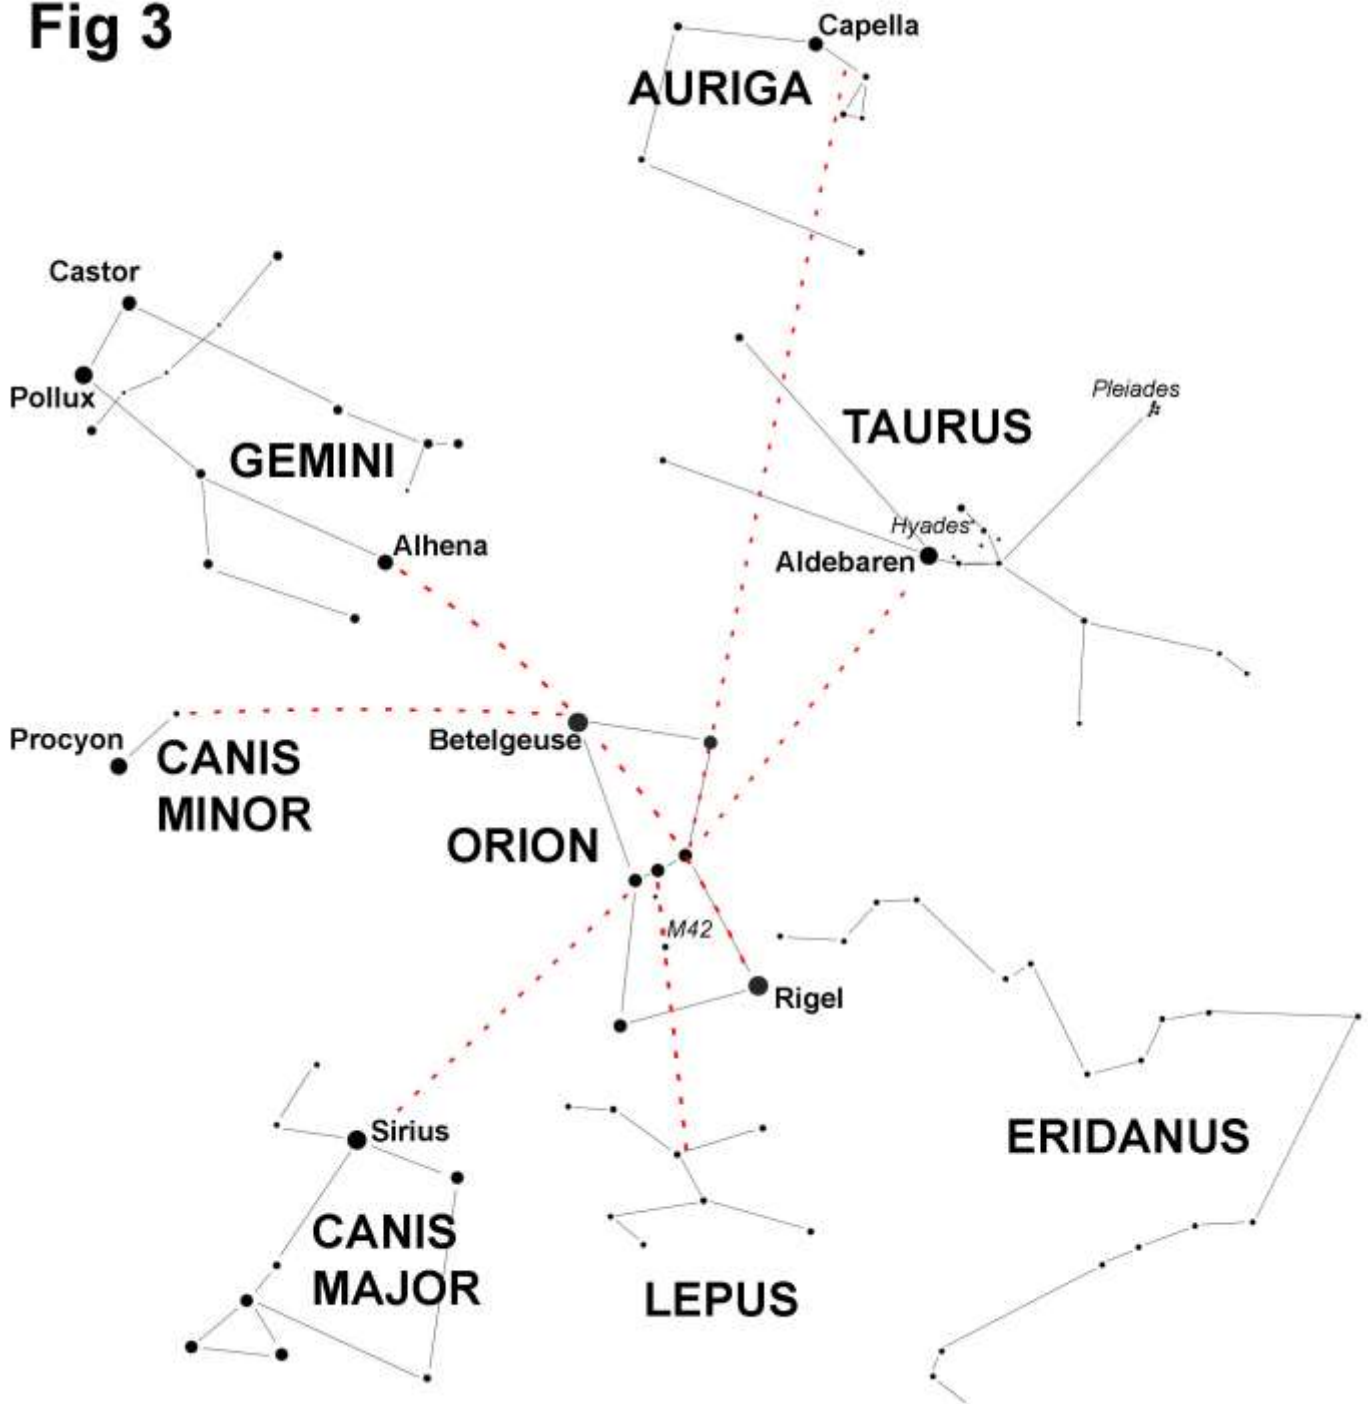 Fig 3
Capella
AURIGA
Castor
Pollux
GEMINI
Pleiades
TAURUS
Hyades
Aldebaren
Alhena
Procyon
CANIS
MINOR
Betelgeuse
ORION
M42
Rigel
Sirius
CANIS
MAJOR
ERIDANUS
LEPUS